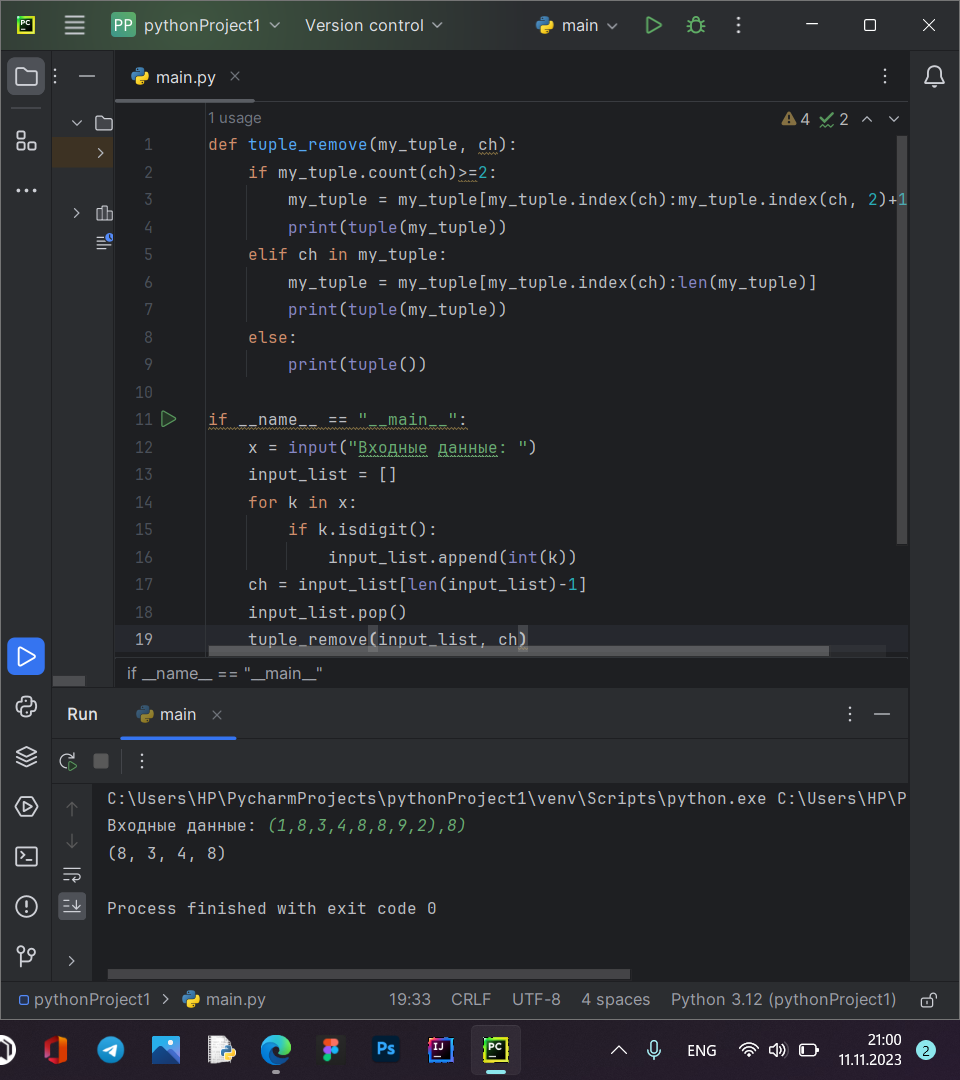 PP pythonProject1 Version control main
main.py
1 usage
4 2
1 def tuple_remove(my_tuple, ch):
2 if my_tuple.count(ch)>=2:
3 my_tuple = my_tuple[my_tuple.index(ch):my_tuple.index(ch, 2)+1
4 print(tuple(my_tuple))
5 elif ch in my_tuple:
6 my_tuple = my_tuple[my_tuple.index(ch):len(my_tuple)]
7 print(tuple(my_tuple))
8 else:
9 print(tuple())
10
11 if __name__ == "__main__":
12 x = input("Входные данные: ")
13 input_list = []
14 for k in x:
15 if k.isdigit():
16 input_list.append(int(k))
17 ch = input_list[len(input_list)-1]
18 input_list.pop()
19 tuple_remove(input_list, ch)
if __name__ == "__main__"
Run main
C:\Users\HP\PycharmProjects\pythonProject1\venv\Scripts\python.exe C:\Users\HP\P
Входные данные: (1,8,3,4,8,8,9,2),8)
(8, 3, 4, 8)
Process finished with exit code 0
pythonProject1 main.py 19:33 CRLF UTF-8 4 spaces Python 3.12 (pythonProject1)
Ps IJ PC ENG 21:00
11.11.2023 2